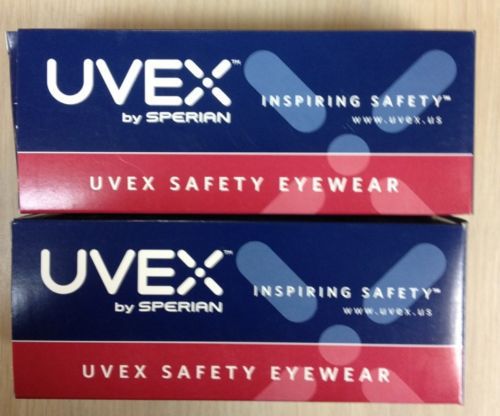 UVEX™
by SPERIAN
INSPIRING SAFETY™
www.uvex.us
UVEX SAFETY EYEWEAR
UVEX™
by SPERIAN
INSPIRING SAFETY™
www.uvex.us
UVEX SAFETY EYEWEAR